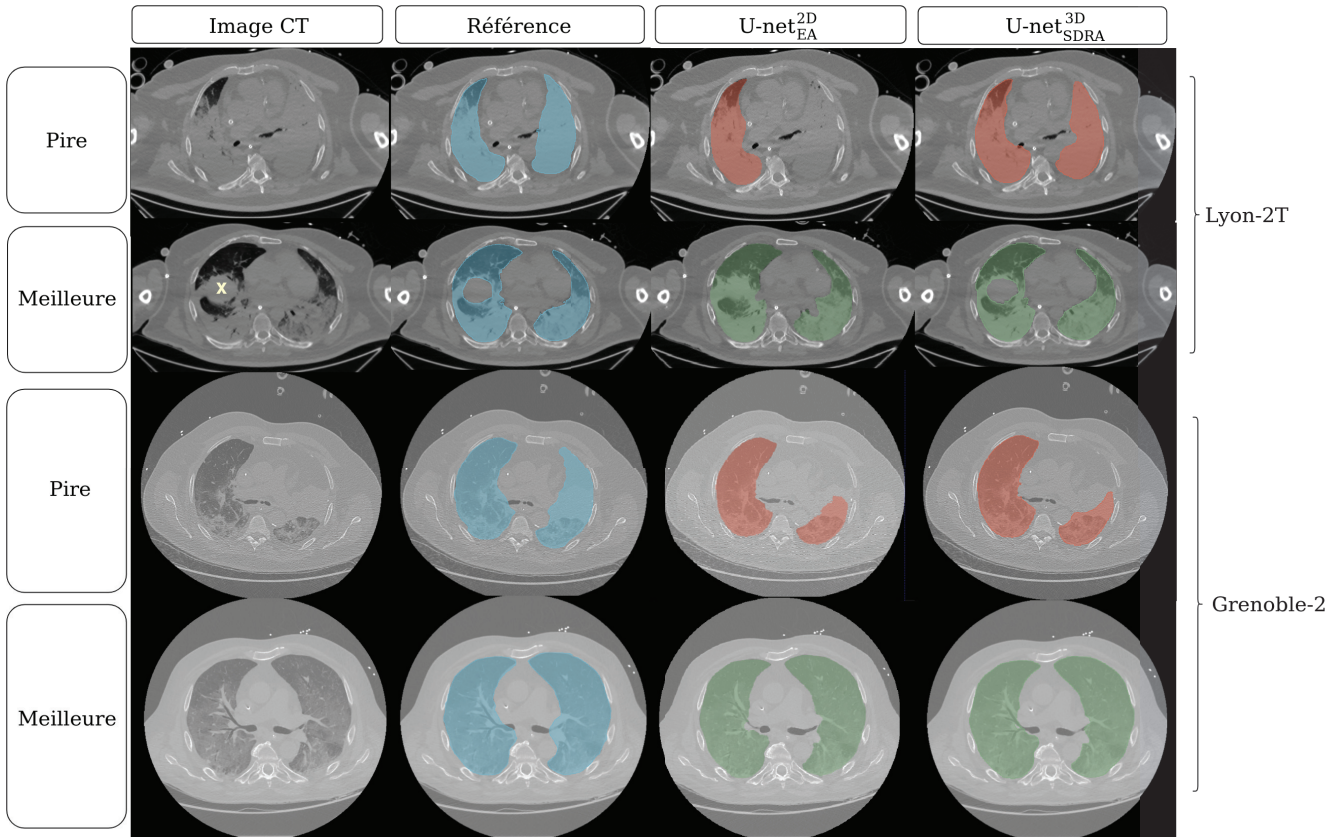 Image CT
Référence
U-net 2D EA
U-net 3D SDRA
Pire
Lyon-2T
Meilleure
X
Pire
Grenoble-2
Meilleure